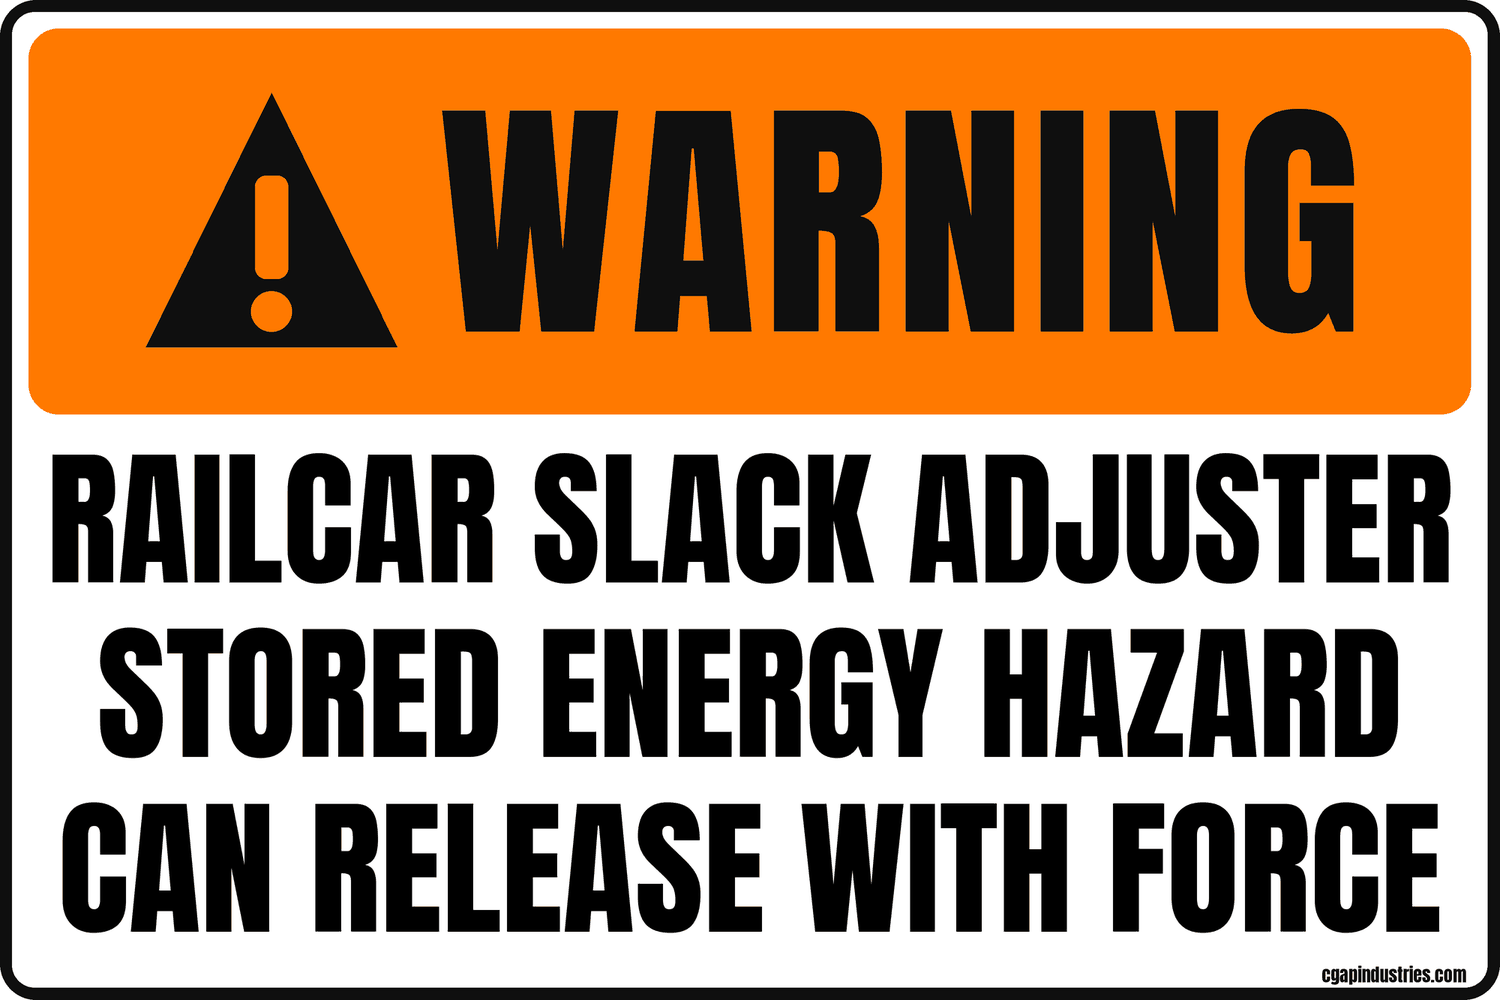 WARNING
RAILCAR SLACK ADJUSTER
STORED ENERGY HAZARD
CAN RELEASE WITH FORCE
cgapindustries.com